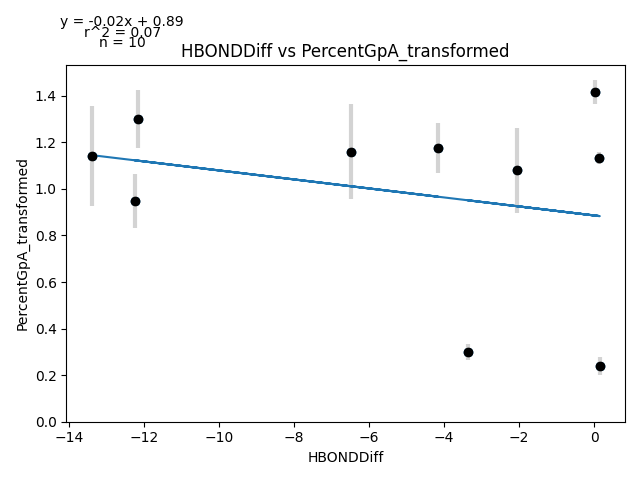 y = -0.02x + 0.89
r^2 = 0.07
n = 10
HBONDDiff vs PercentGpA_transformed
PercentGpA_transformed
1.4
1.2
1.0
0.8
0.6
0.4
0.2
0.0
−14
−12
−10
−8
−6
−4
−2
0
HBONDDiff